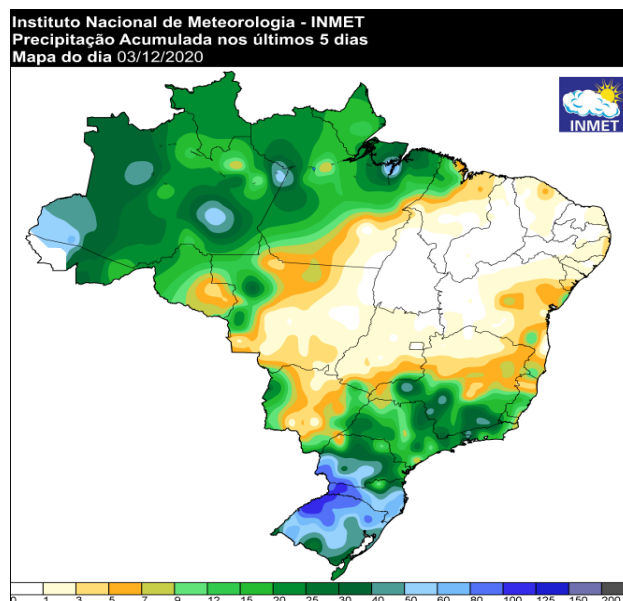 Instituto Nacional de Meteorologia - INMET
Precipitação Acumulada nos últimos 5 dias
Mapa do dia 03/12/2020
INMET
0 1 3 5 7 9 12 15 20 25 30 40 50 60 80 100 125 150 200